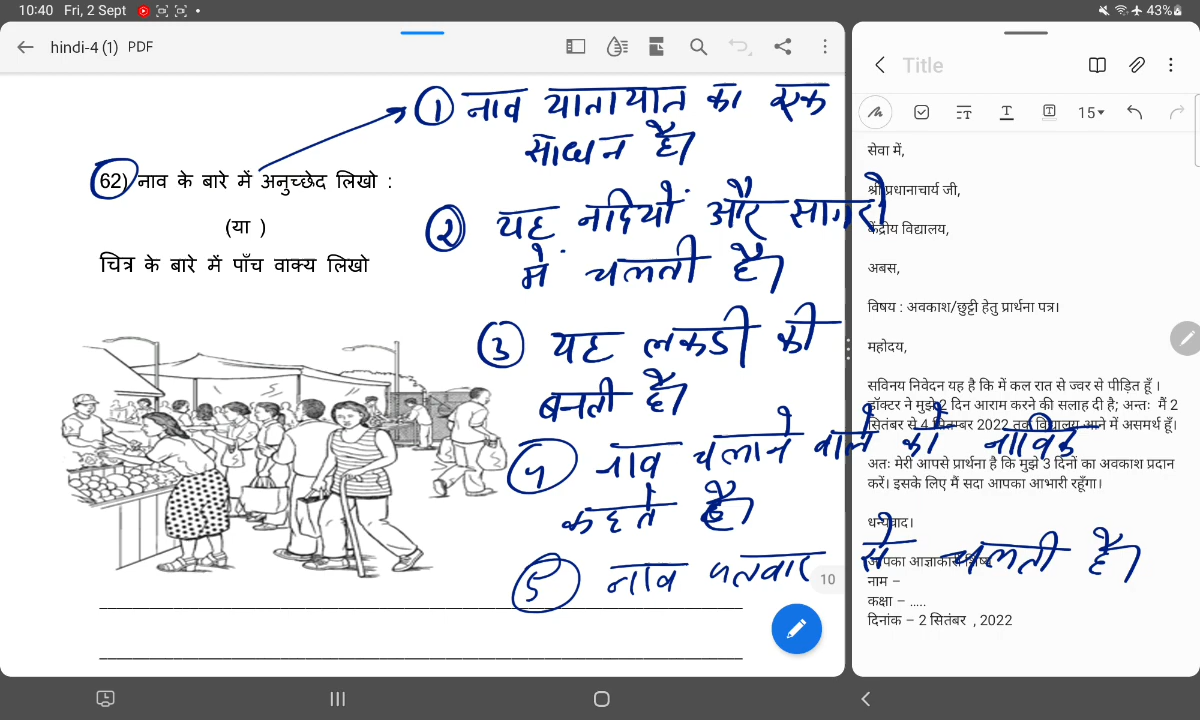 10:40 Fri, 2 Sept
43%
hindi-4 (1) PDF
62) नाव के बारे में अनुच्छेद लिखो :
(या )
चित्र के बारे में पाँच वाक्य लिखो
① नाव यातायात का एक
साधन है।
② यह नदियों और सागरों
में चलती है।
③ यह लकडी की
बनती है।
④ नाव चलाने वाले को नाविक
कहते है।
⑤ नाव पतवार से चलती है।
10
Title
15
सेवा में,
श्री प्रधानाचार्य जी,
केंद्रीय विद्यालय,
अबस,
विषय : अवकाश/छुट्टी हेतु प्रार्थना पत्र।
महोदय,
सविनय निवेदन यह है कि में कल रात से ज्वर से पीड़ित हूँ ।
डॉक्टर ने मुझे 2 दिन आराम करने की सलाह दी है; अन्तः मैं 2
सितंबर से 4 सितम्बर 2022 तक विद्यालय आने में असमर्थ हूँ।
अतः मेरी आपसे प्रार्थना है कि मुझे 3 दिनों का अवकाश प्रदान
करें। इसके लिए मैं सदा आपका आभारी रहूँगा।
धन्यवाद।
आपका आज्ञाकारी शिष्य
नाम –
कक्षा – .....
दिनांक – 2 सितंबर , 2022